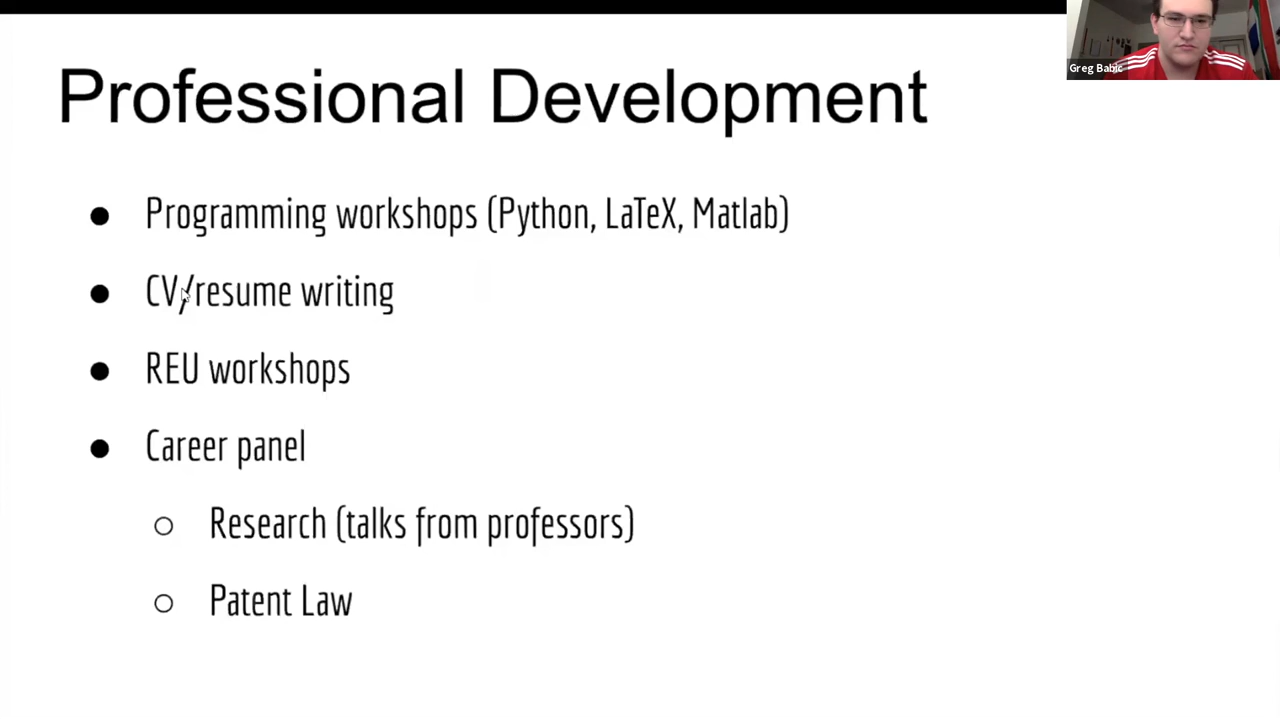 Professional Development
Greg Babic
● Programming workshops (Python, LaTeX, Matlab)
● CV/resume writing
● REU workshops
● Career panel
○ Research (talks from professors)
○ Patent Law